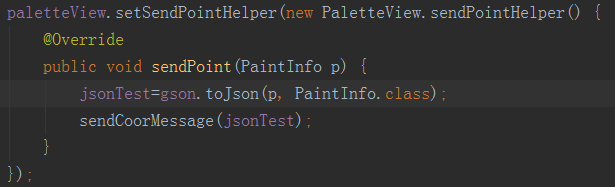 paletteView.setSendPointHelper(new PaletteView.sendPointHelper() {
@Override
public void sendPoint(PaintInfo p) {
jsonTest=gson.toJson(p, PaintInfo.class);
sendCoorMessage(jsonTest);
}
});